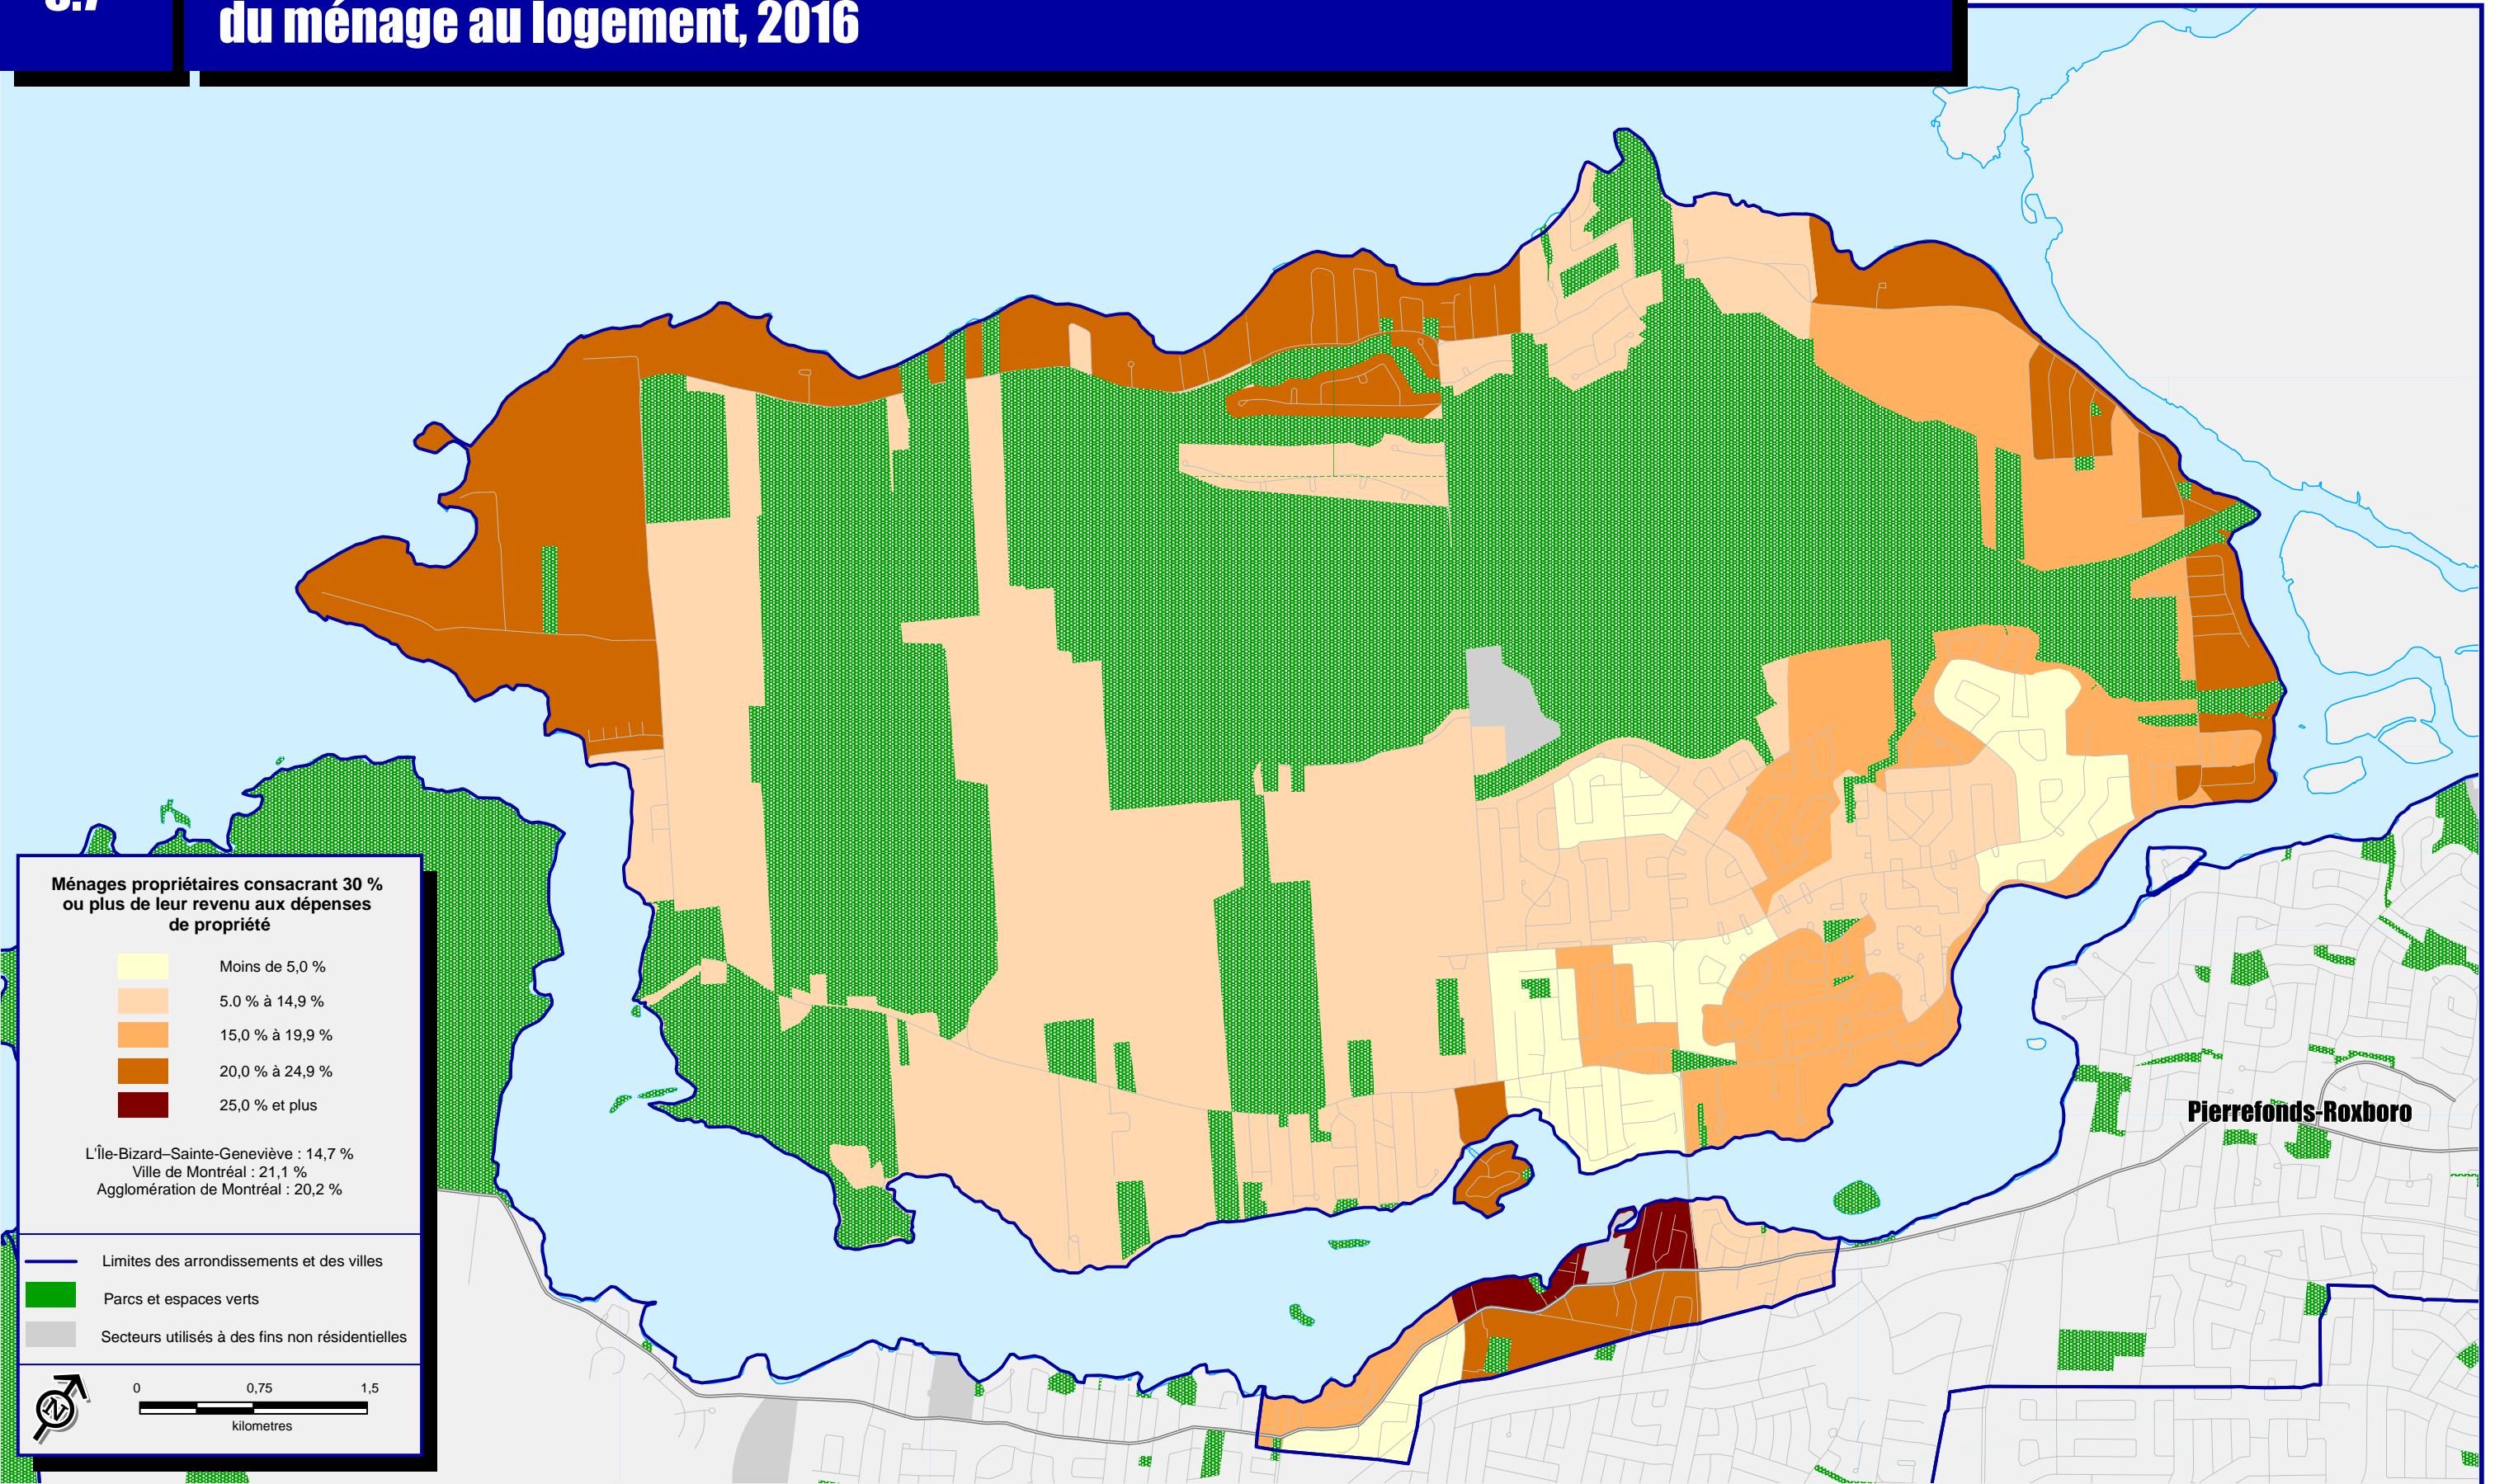 du ménage au logement, 2016
Ménages propriétaires consacrant 30 %
ou plus de leur revenu aux dépenses
de propriété
Moins de 5,0 %
5.0 % à 14,9 %
15,0 % à 19,9 %
20,0 % à 24,9 %
25,0 % et plus
L'Île-Bizard–Sainte-Geneviève : 14,7 %
Ville de Montréal : 21,1 %
Agglomération de Montréal : 20,2 %
Limites des arrondissements et des villes
Parcs et espaces verts
Secteurs utilisés à des fins non résidentielles
N
0 0,75 1,5
kilometres
Pierrefonds-Roxboro